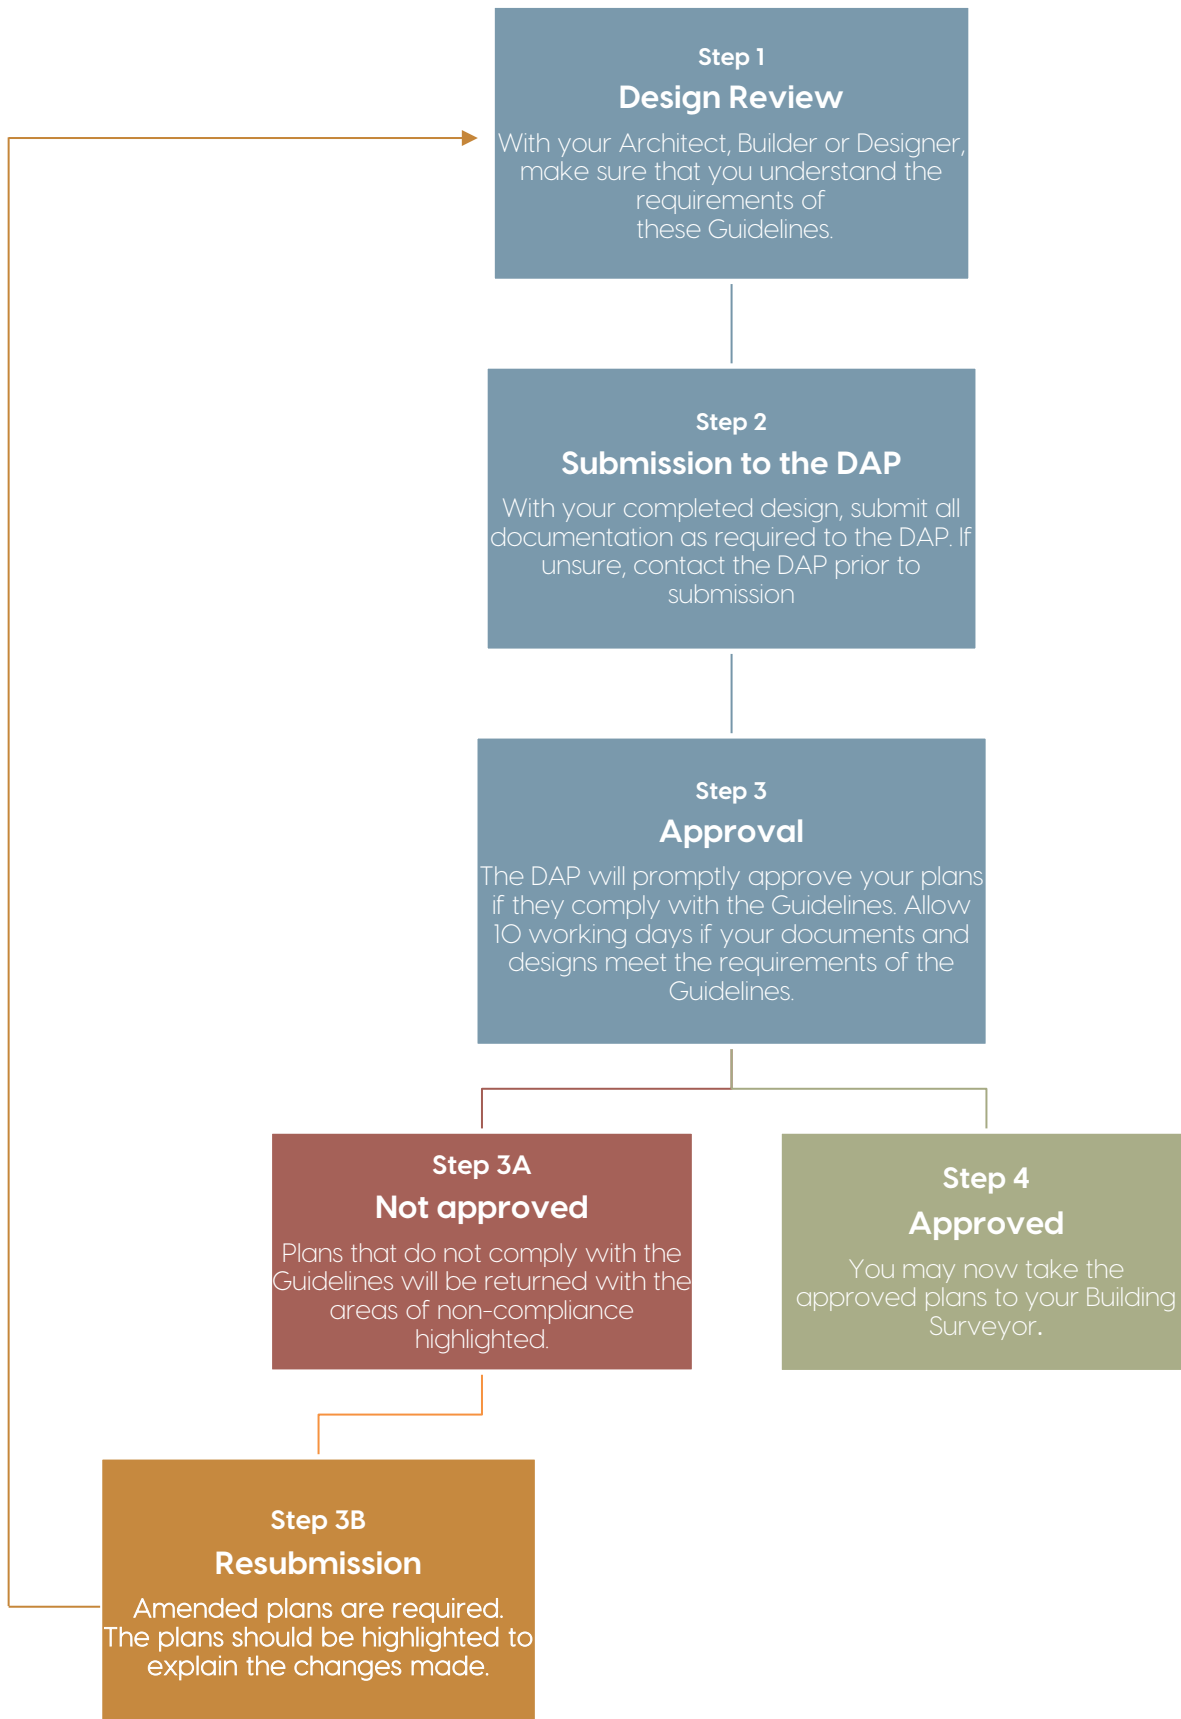 Step 1
Design Review
With your Architect, Builder or Designer,
make sure that you understand the
requirements of
these Guidelines.
Step 2
Submission to the DAP
With your completed design, submit all
documentation as required to the DAP. If
unsure, contact the DAP prior to
submission
Step 3
Approval
The DAP will promptly approve your plans
if they comply with the Guidelines. Allow
10 working days if your documents and
designs meet the requirements of the
Guidelines.
Step 3A
Not approved
Plans that do not comply with the
Guidelines will be returned with the
areas of non-compliance
highlighted.
Step 4
Approved
You may now take the
approved plans to your Building
Surveyor.
Step 3B
Resubmission
Amended plans are required.
The plans should be highlighted to
explain the changes made.